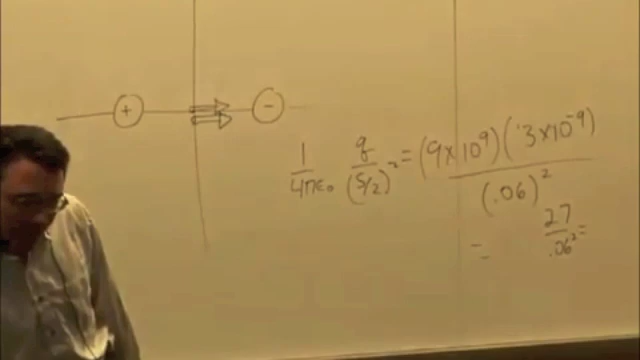 + −
1/4πε₀ q/(s/2)² = (9×10⁹)(3×10⁻⁹)/(.06)²
= 27/.06² =